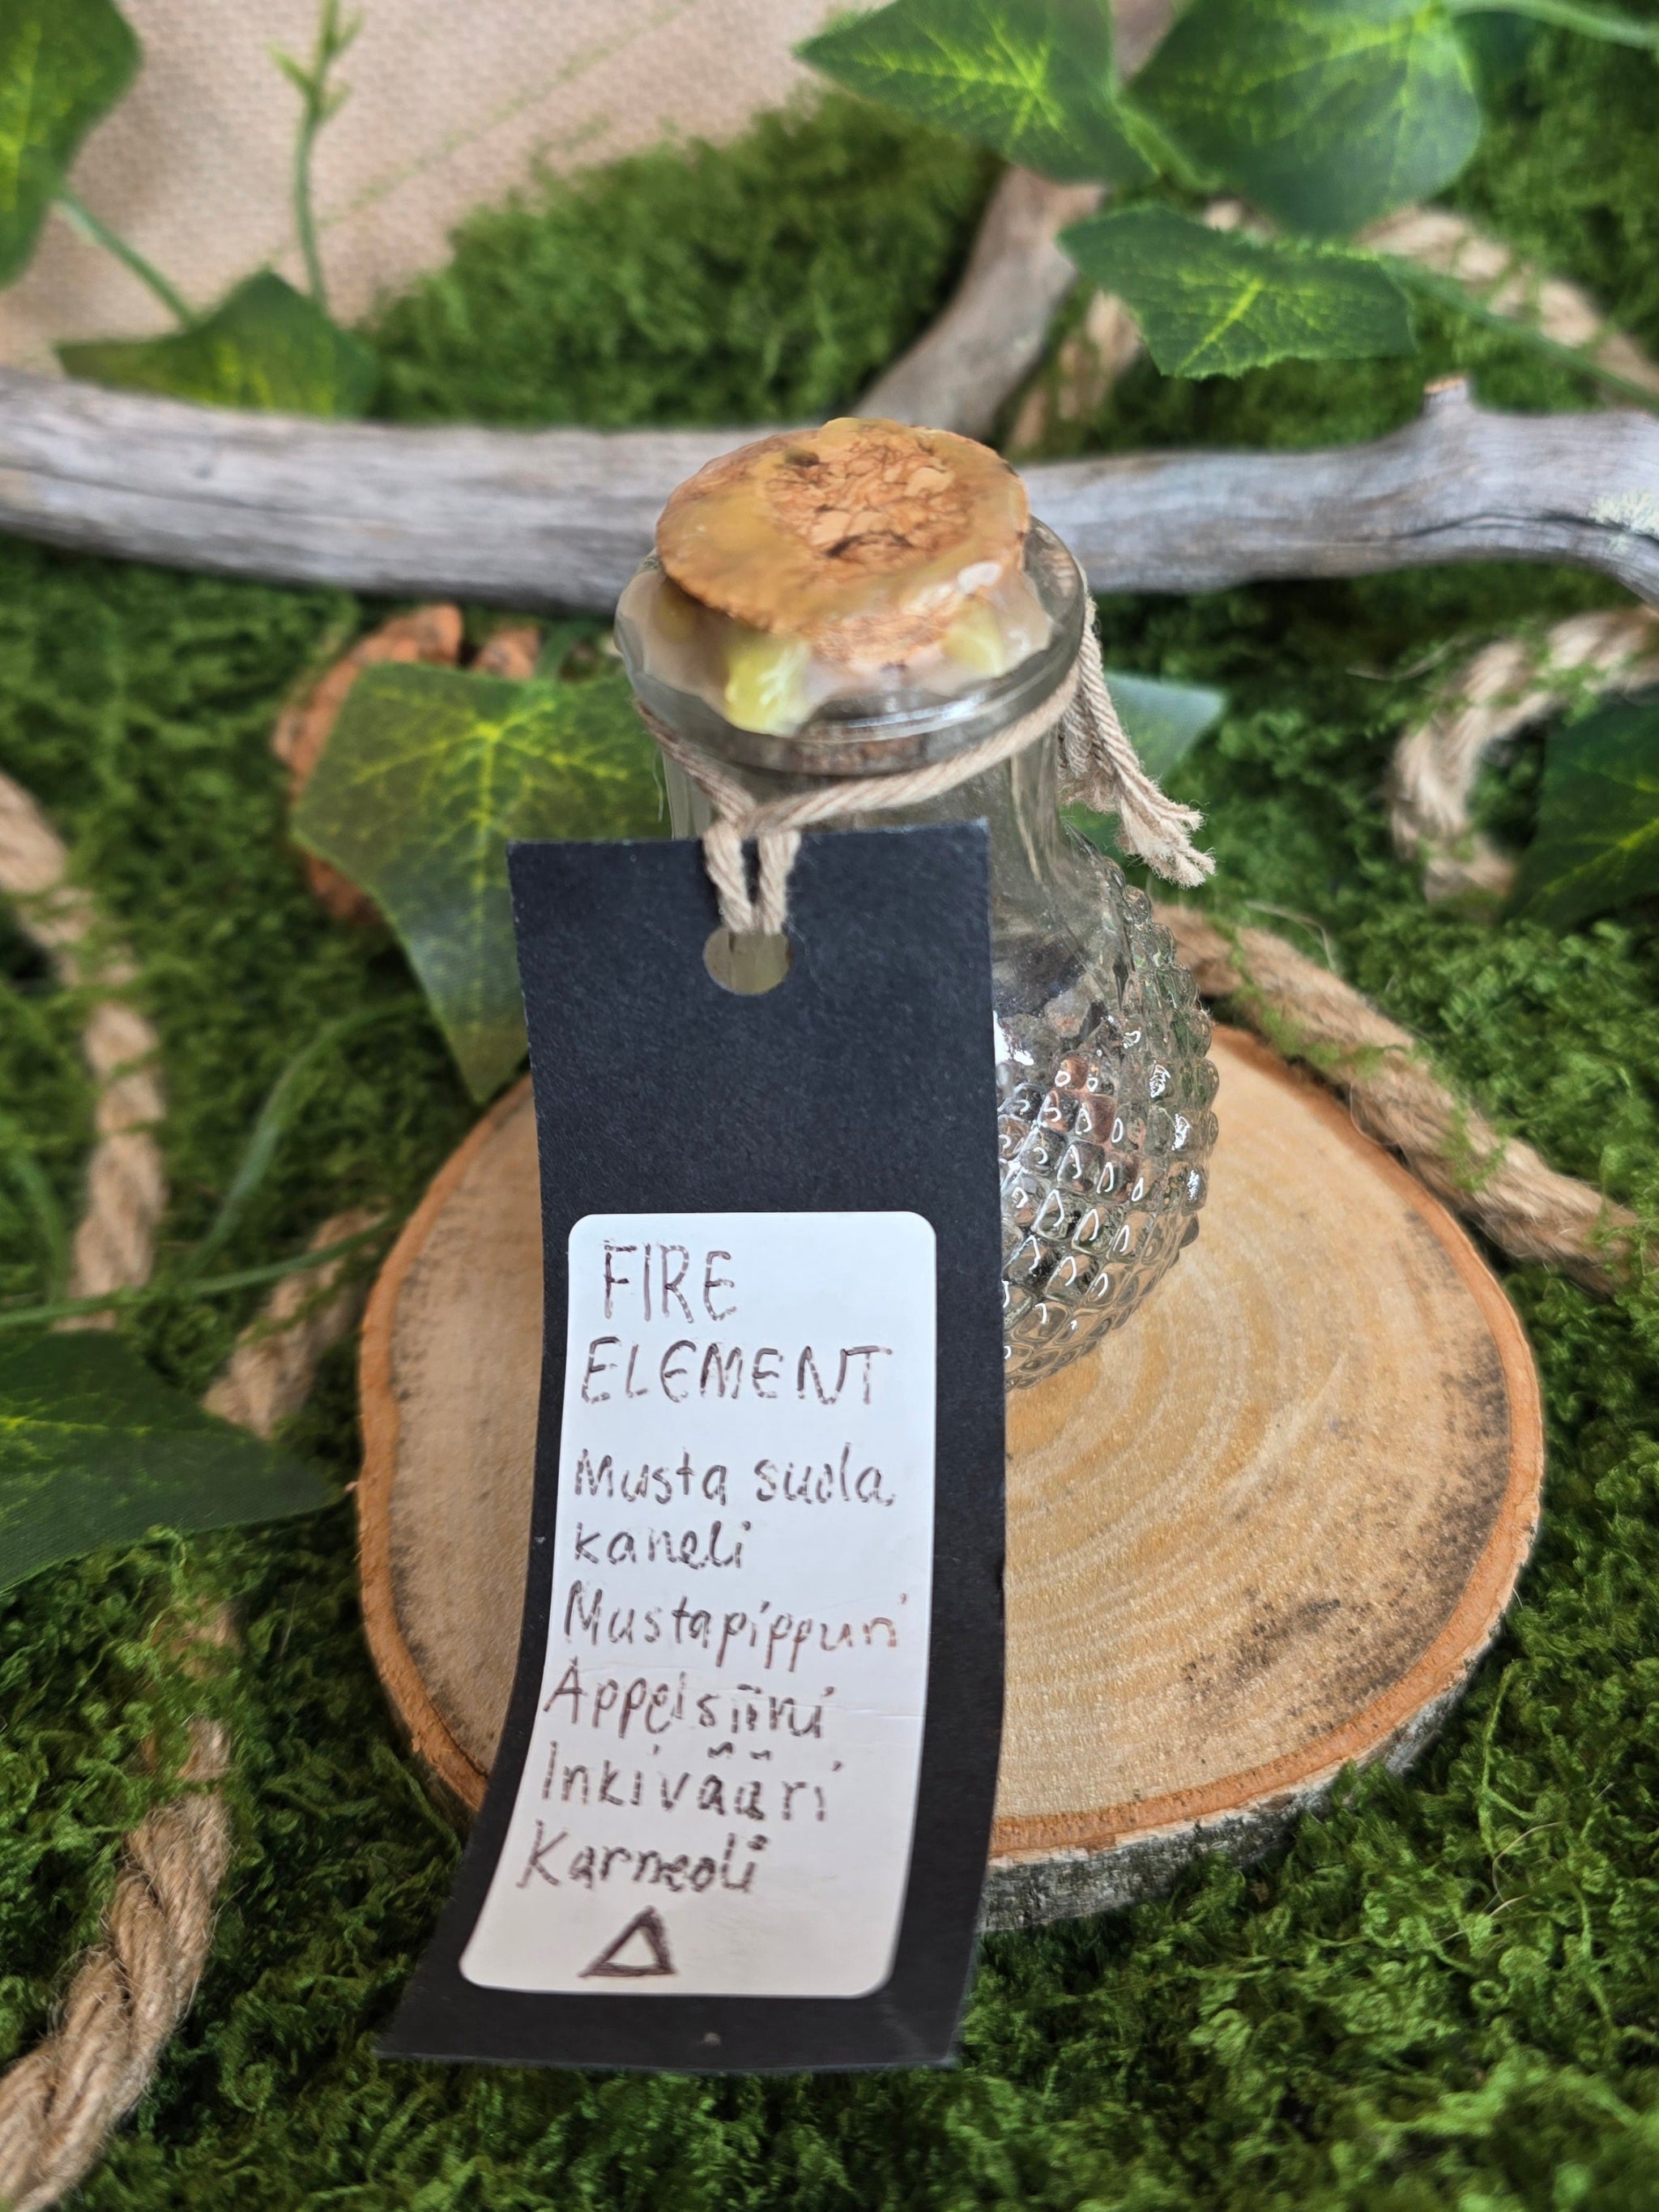 FIRE
ELEMENT
Musta suola
kaneli
Mustapippuri
Appelsiini
Inkivääri
Karneoli